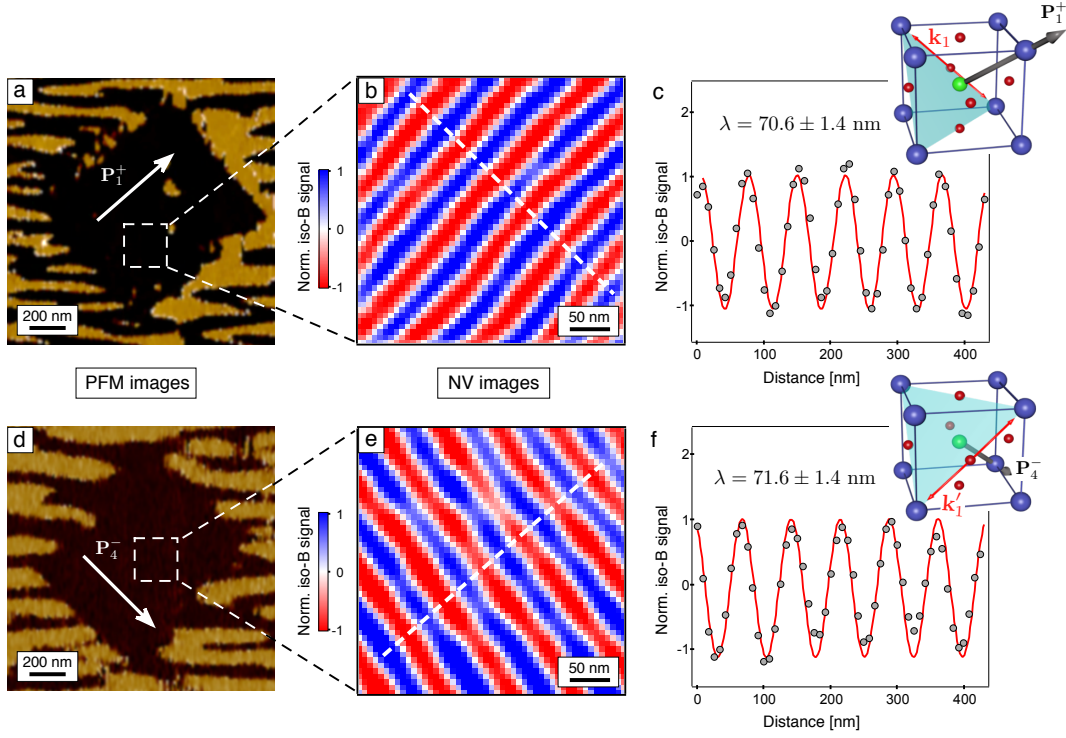 P₁⁺
k₁
a
P₁⁺
200 nm
b
Norm. iso-B signal
1
0
-1
50 nm
c
λ = 70.6 ± 1.4 nm
Norm. iso-B signal
2
1
0
-1
0 100 200 300 400
Distance [nm]
PFM images
NV images
d
P₄⁻
200 nm
e
Norm. iso-B signal
1
0
-1
50 nm
f
λ = 71.6 ± 1.4 nm
P₄⁻
k₁′
Norm. iso-B signal
2
1
0
-1
0 100 200 300 400
Distance [nm]